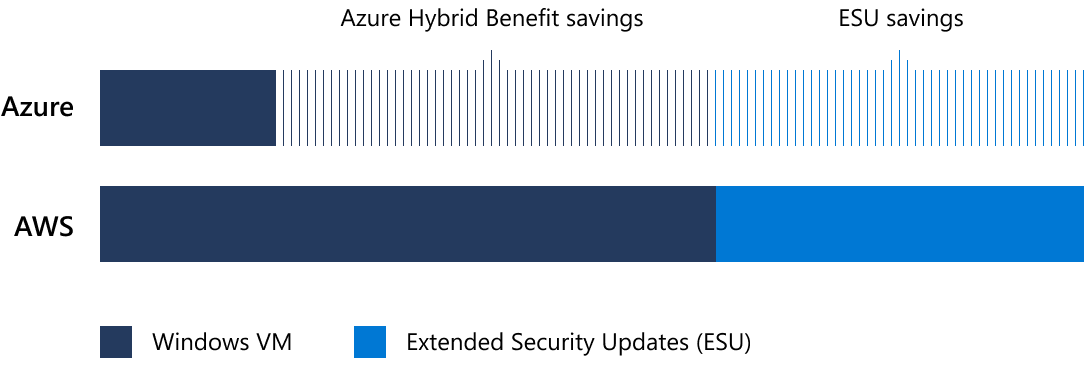 Azure Hybrid Benefit savings
ESU savings
Azure
AWS
Windows VM
Extended Security Updates (ESU)